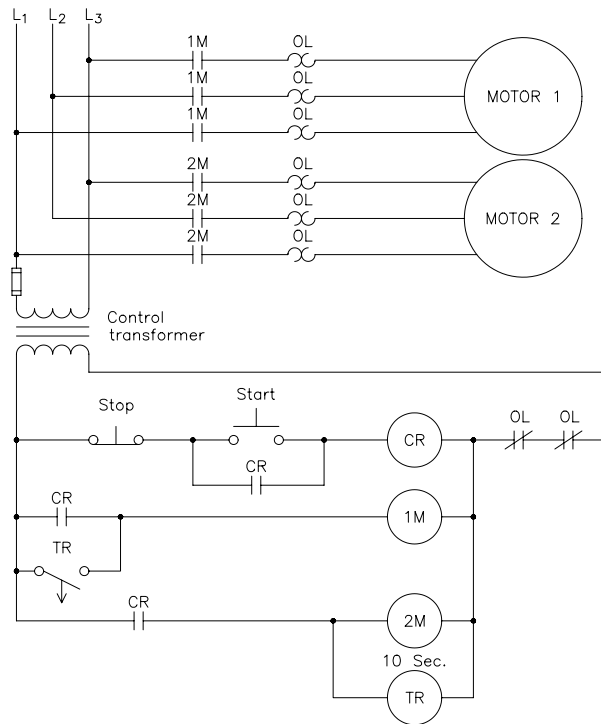 L1 L2 L3
1M OL
1M OL
MOTOR 1
1M OL
2M OL
2M OL
MOTOR 2
2M OL
Control
transformer
Start
Stop
CR
OL OL
CR
CR
1M
TR
CR
2M
10 Sec.
TR